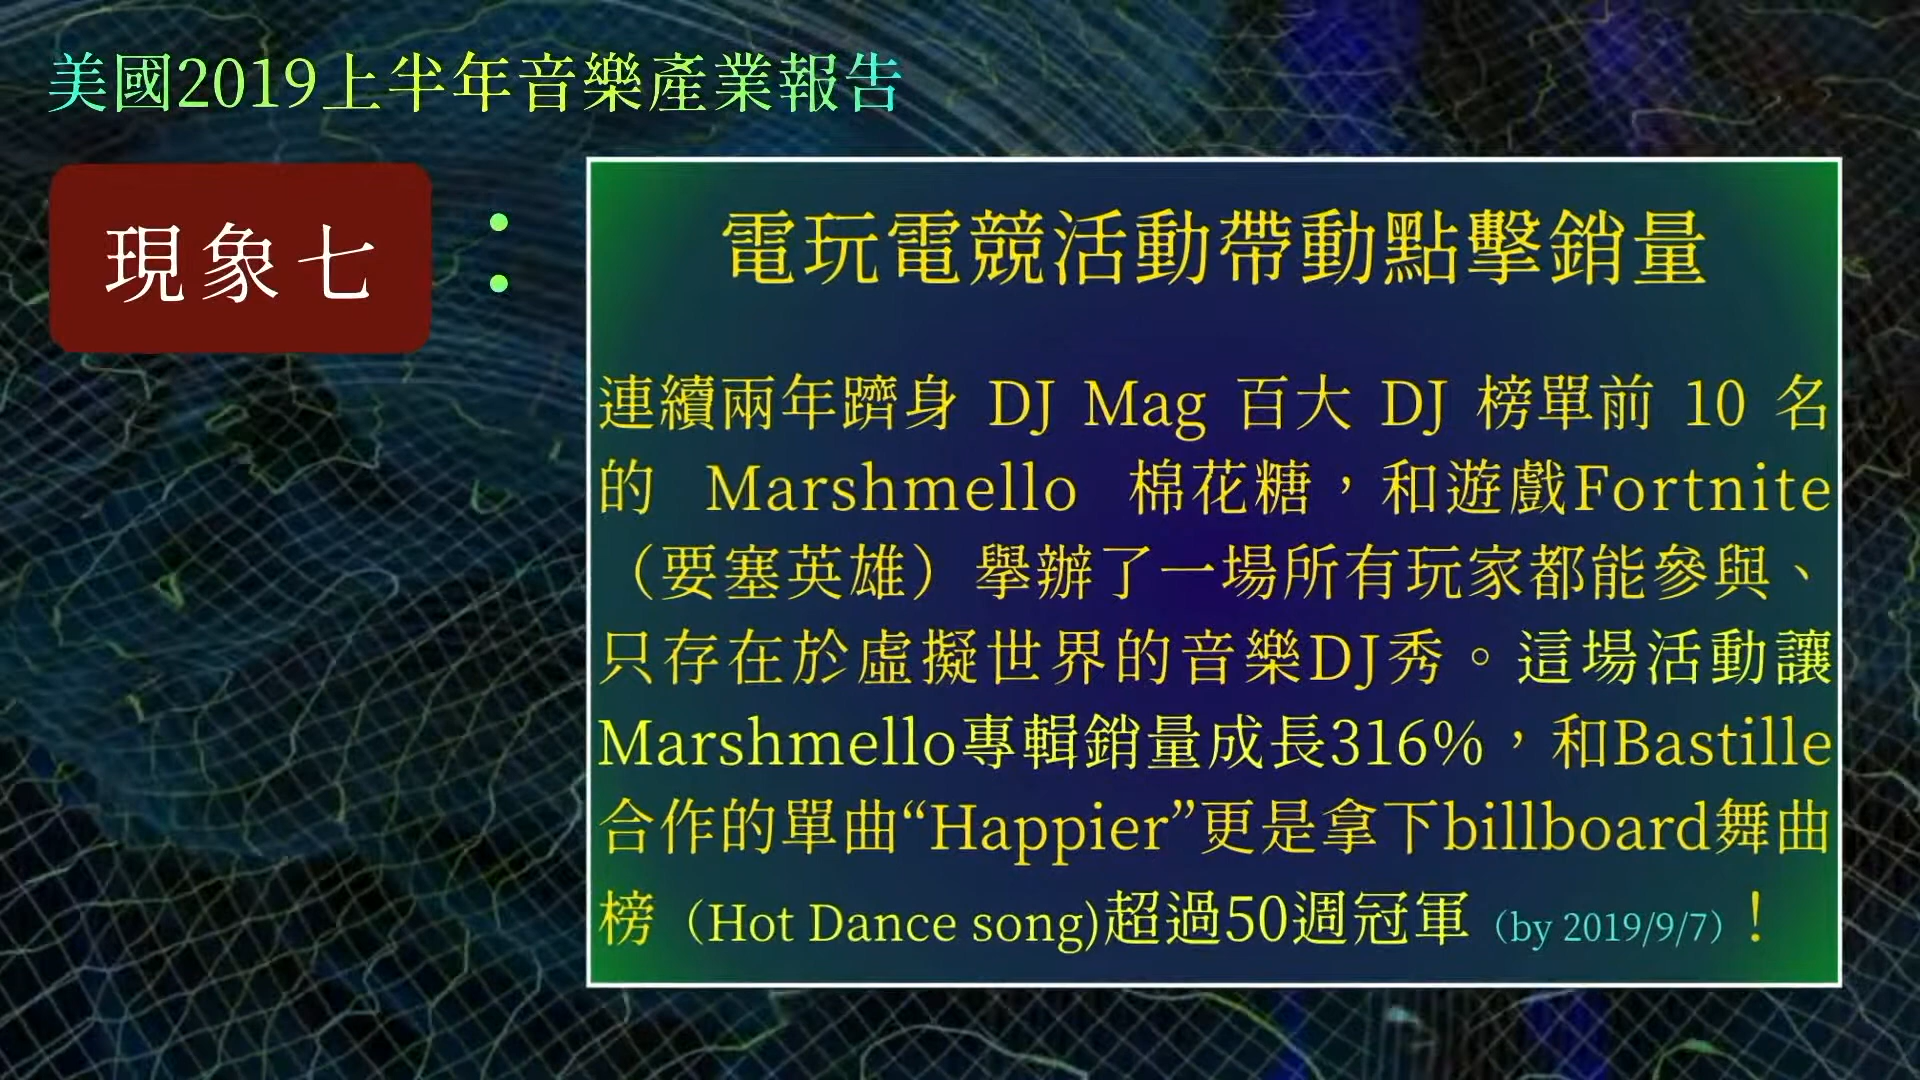 美國2019上半年音樂產業報告
現象七：
電玩電競活動帶動點擊銷量
連續兩年躋身 DJ Mag 百大 DJ 榜單前 10 名
的 Marshmello 棉花糖，和遊戲Fortnite
（要塞英雄）舉辦了一場所有玩家都能參與、
只存在於虛擬世界的音樂DJ秀。這場活動讓
Marshmello專輯銷量成長316%，和Bastille
合作的單曲“Happier”更是拿下billboard舞曲
榜（Hot Dance song)超過50週冠軍（by 2019/9/7）！